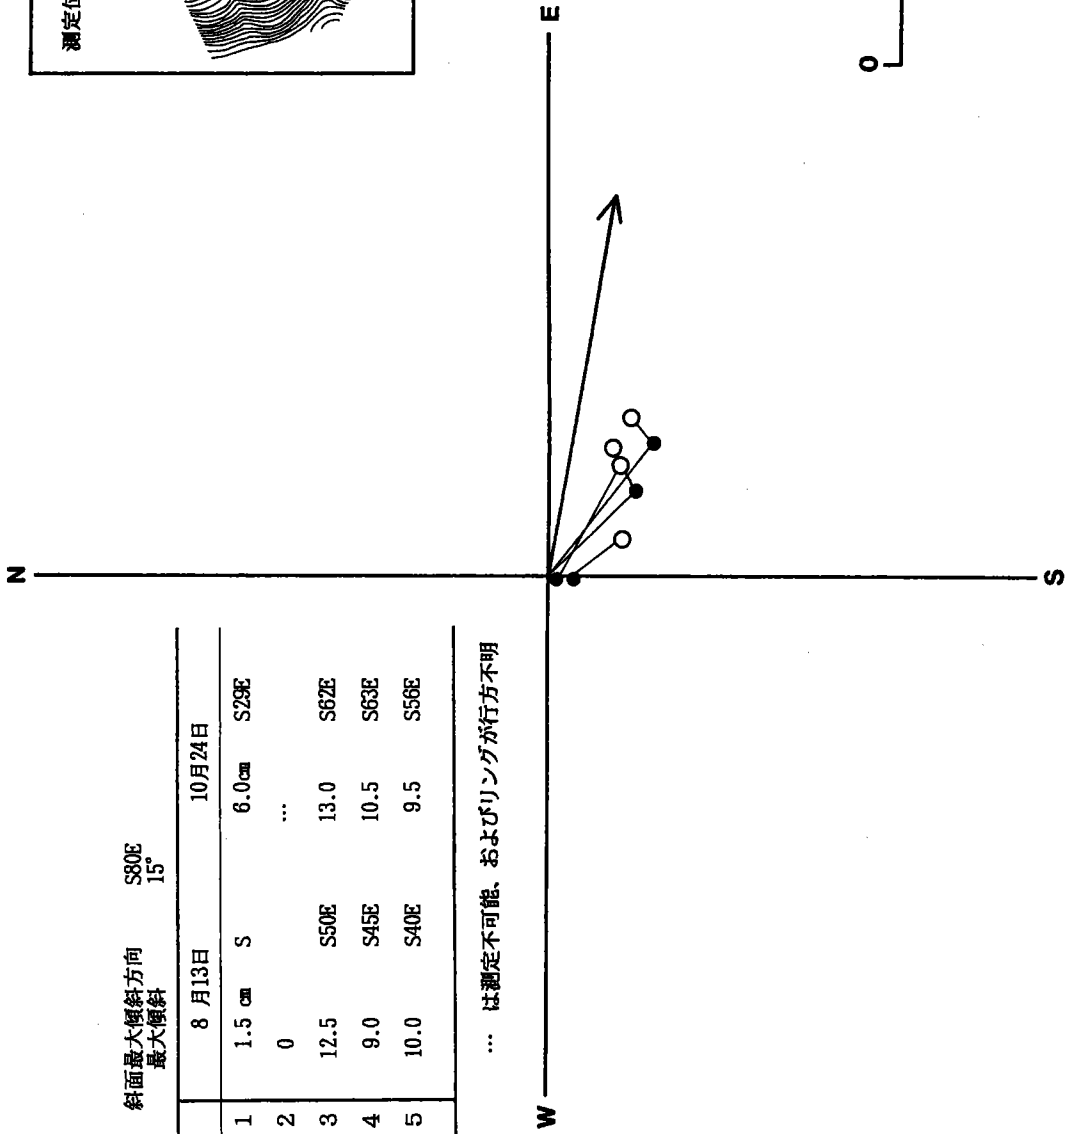 斜面最大傾斜方向 S80E
最大傾斜 15°
8月13日 10月24日
1 1.5 cm S 6.0cm S29E
2 0 …
3 12.5 S50E 13.0 S62E
4 9.0 S45E 10.5 S63E
5 10.0 S40E 9.5 S56E
… は測定不可能、およびリングが行方不明
測定位
N
E
W
S
0